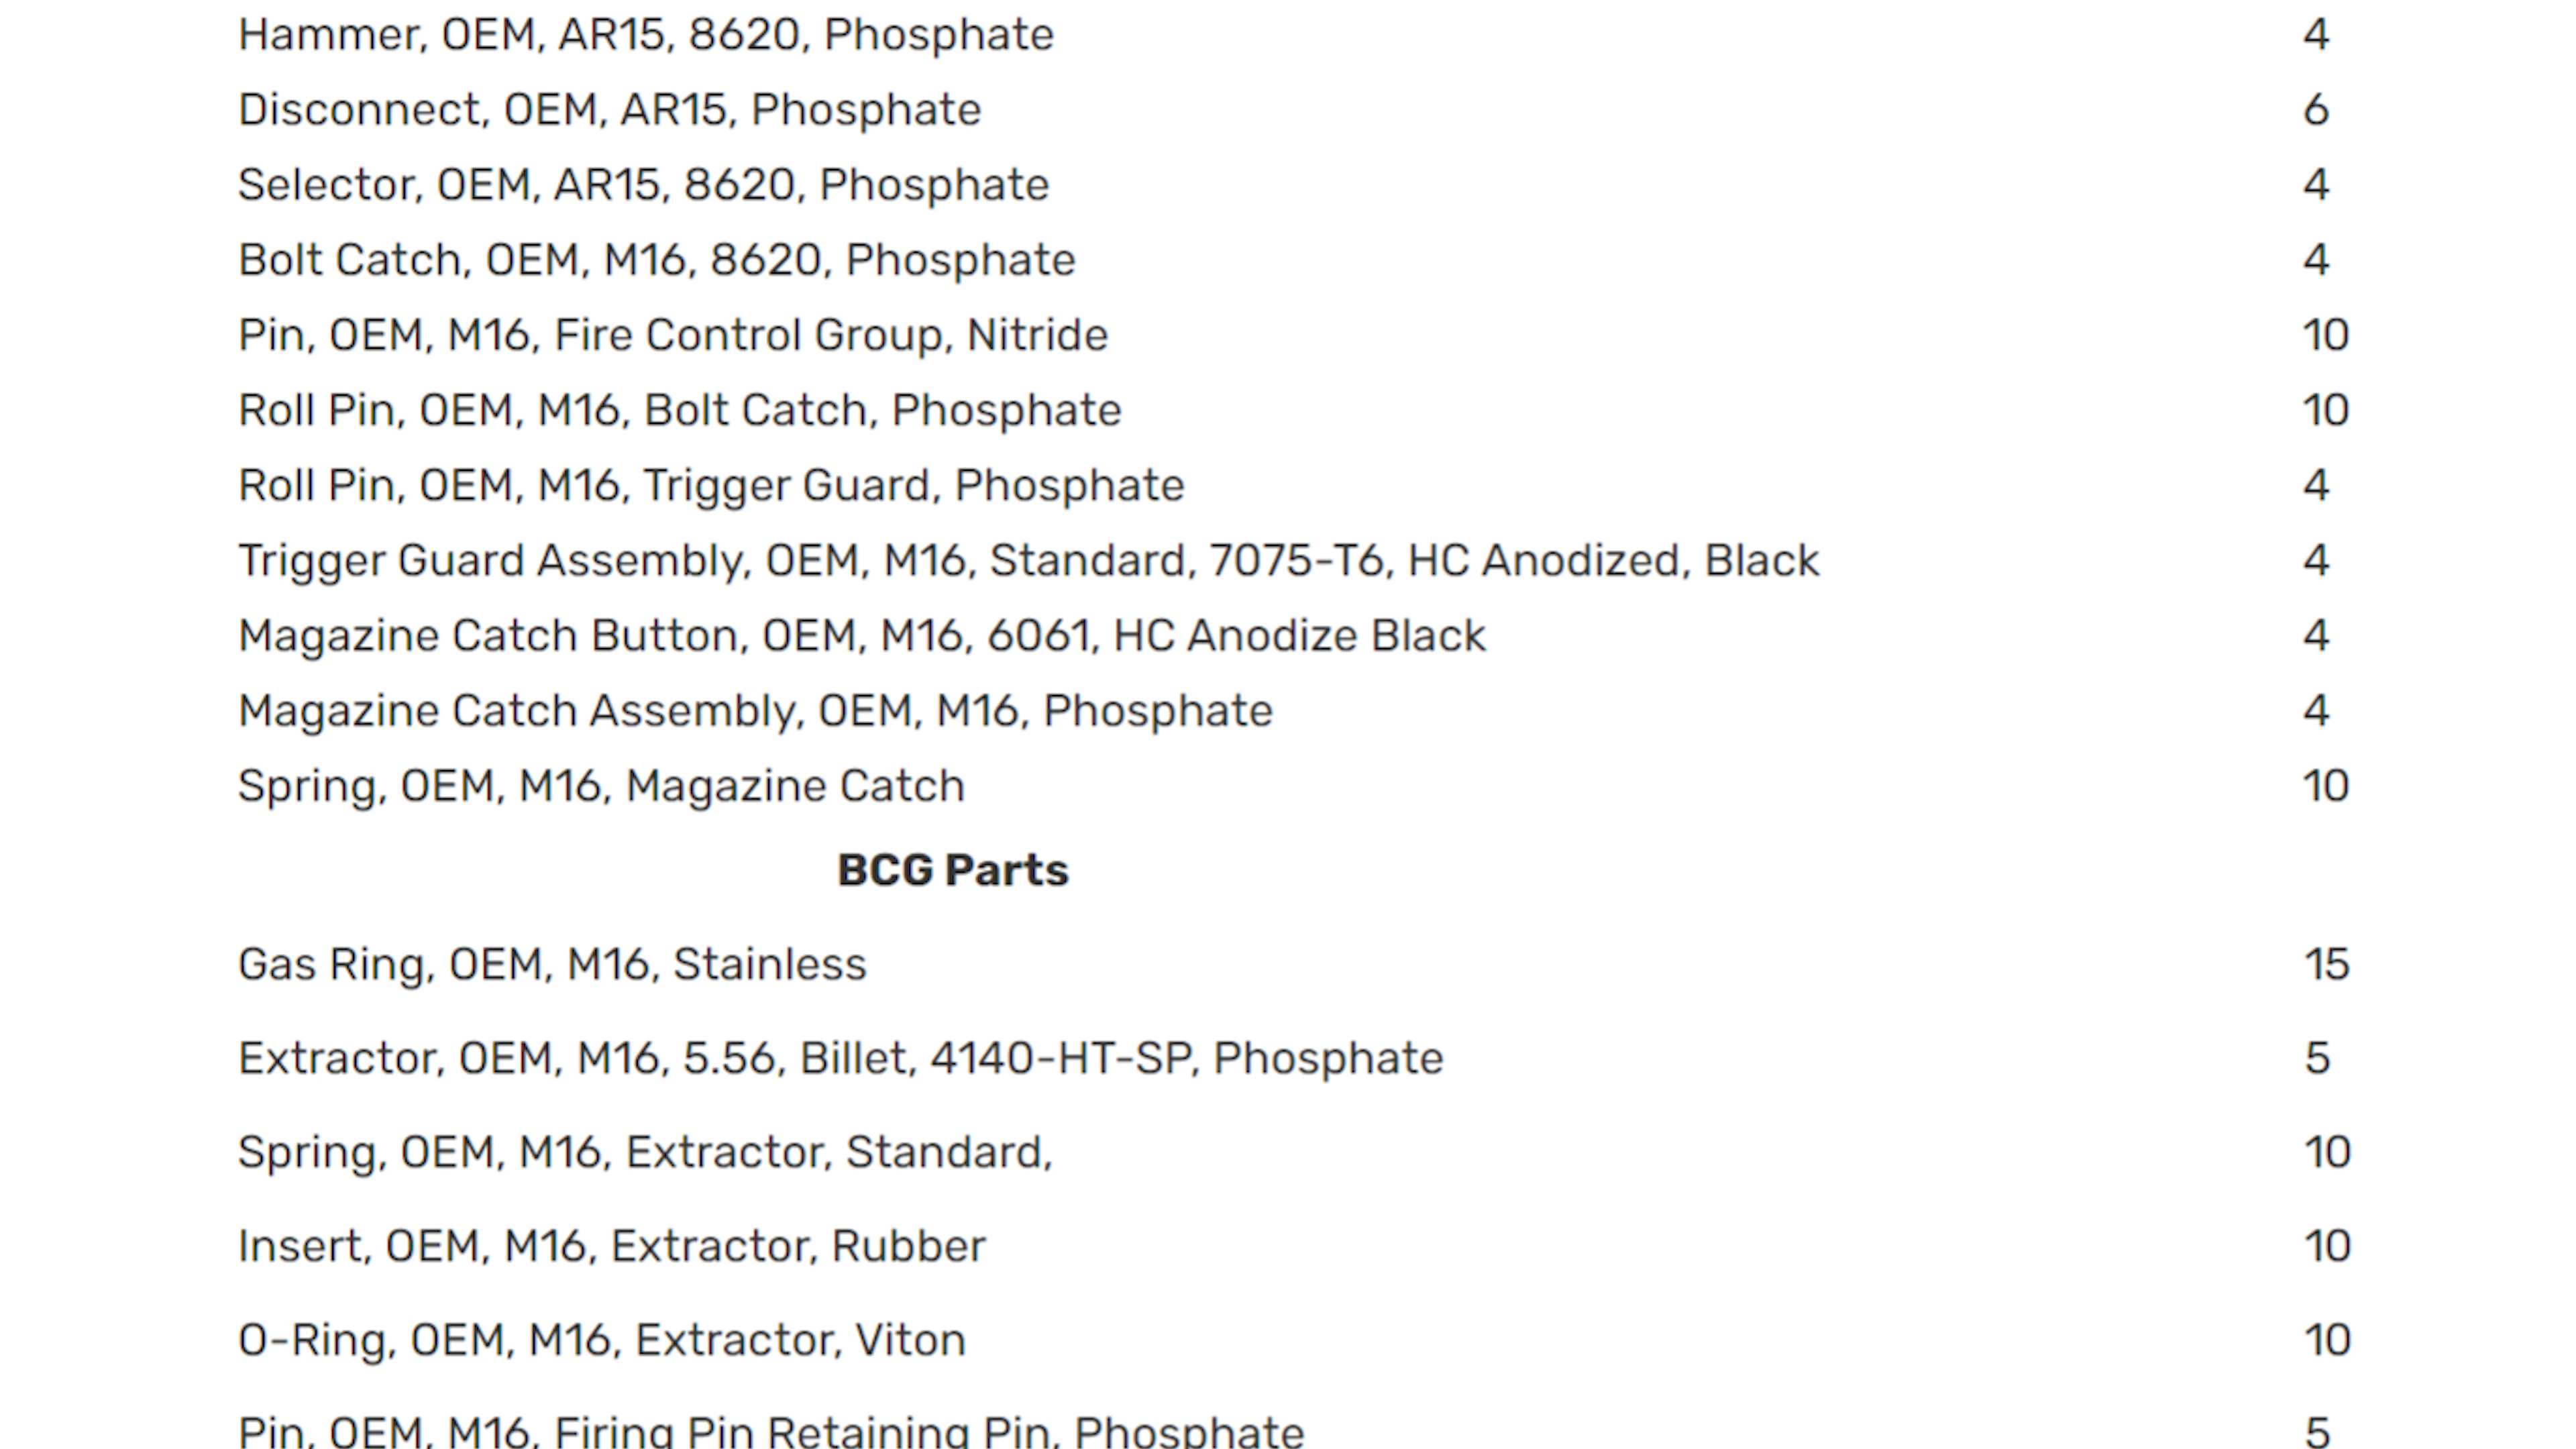 Hammer, OEM, AR15, 8620, Phosphate 4
Disconnect, OEM, AR15, Phosphate 6
Selector, OEM, AR15, 8620, Phosphate 4
Bolt Catch, OEM, M16, 8620, Phosphate 4
Pin, OEM, M16, Fire Control Group, Nitride 10
Roll Pin, OEM, M16, Bolt Catch, Phosphate 10
Roll Pin, OEM, M16, Trigger Guard, Phosphate 4
Trigger Guard Assembly, OEM, M16, Standard, 7075-T6, HC Anodized, Black 4
Magazine Catch Button, OEM, M16, 6061, HC Anodize Black 4
Magazine Catch Assembly, OEM, M16, Phosphate 4
Spring, OEM, M16, Magazine Catch 10
BCG Parts
Gas Ring, OEM, M16, Stainless 15
Extractor, OEM, M16, 5.56, Billet, 4140-HT-SP, Phosphate 5
Spring, OEM, M16, Extractor, Standard, 10
Insert, OEM, M16, Extractor, Rubber 10
O-Ring, OEM, M16, Extractor, Viton 10
Pin, OEM, M16, Firing Pin Retaining Pin, Phosphate 5